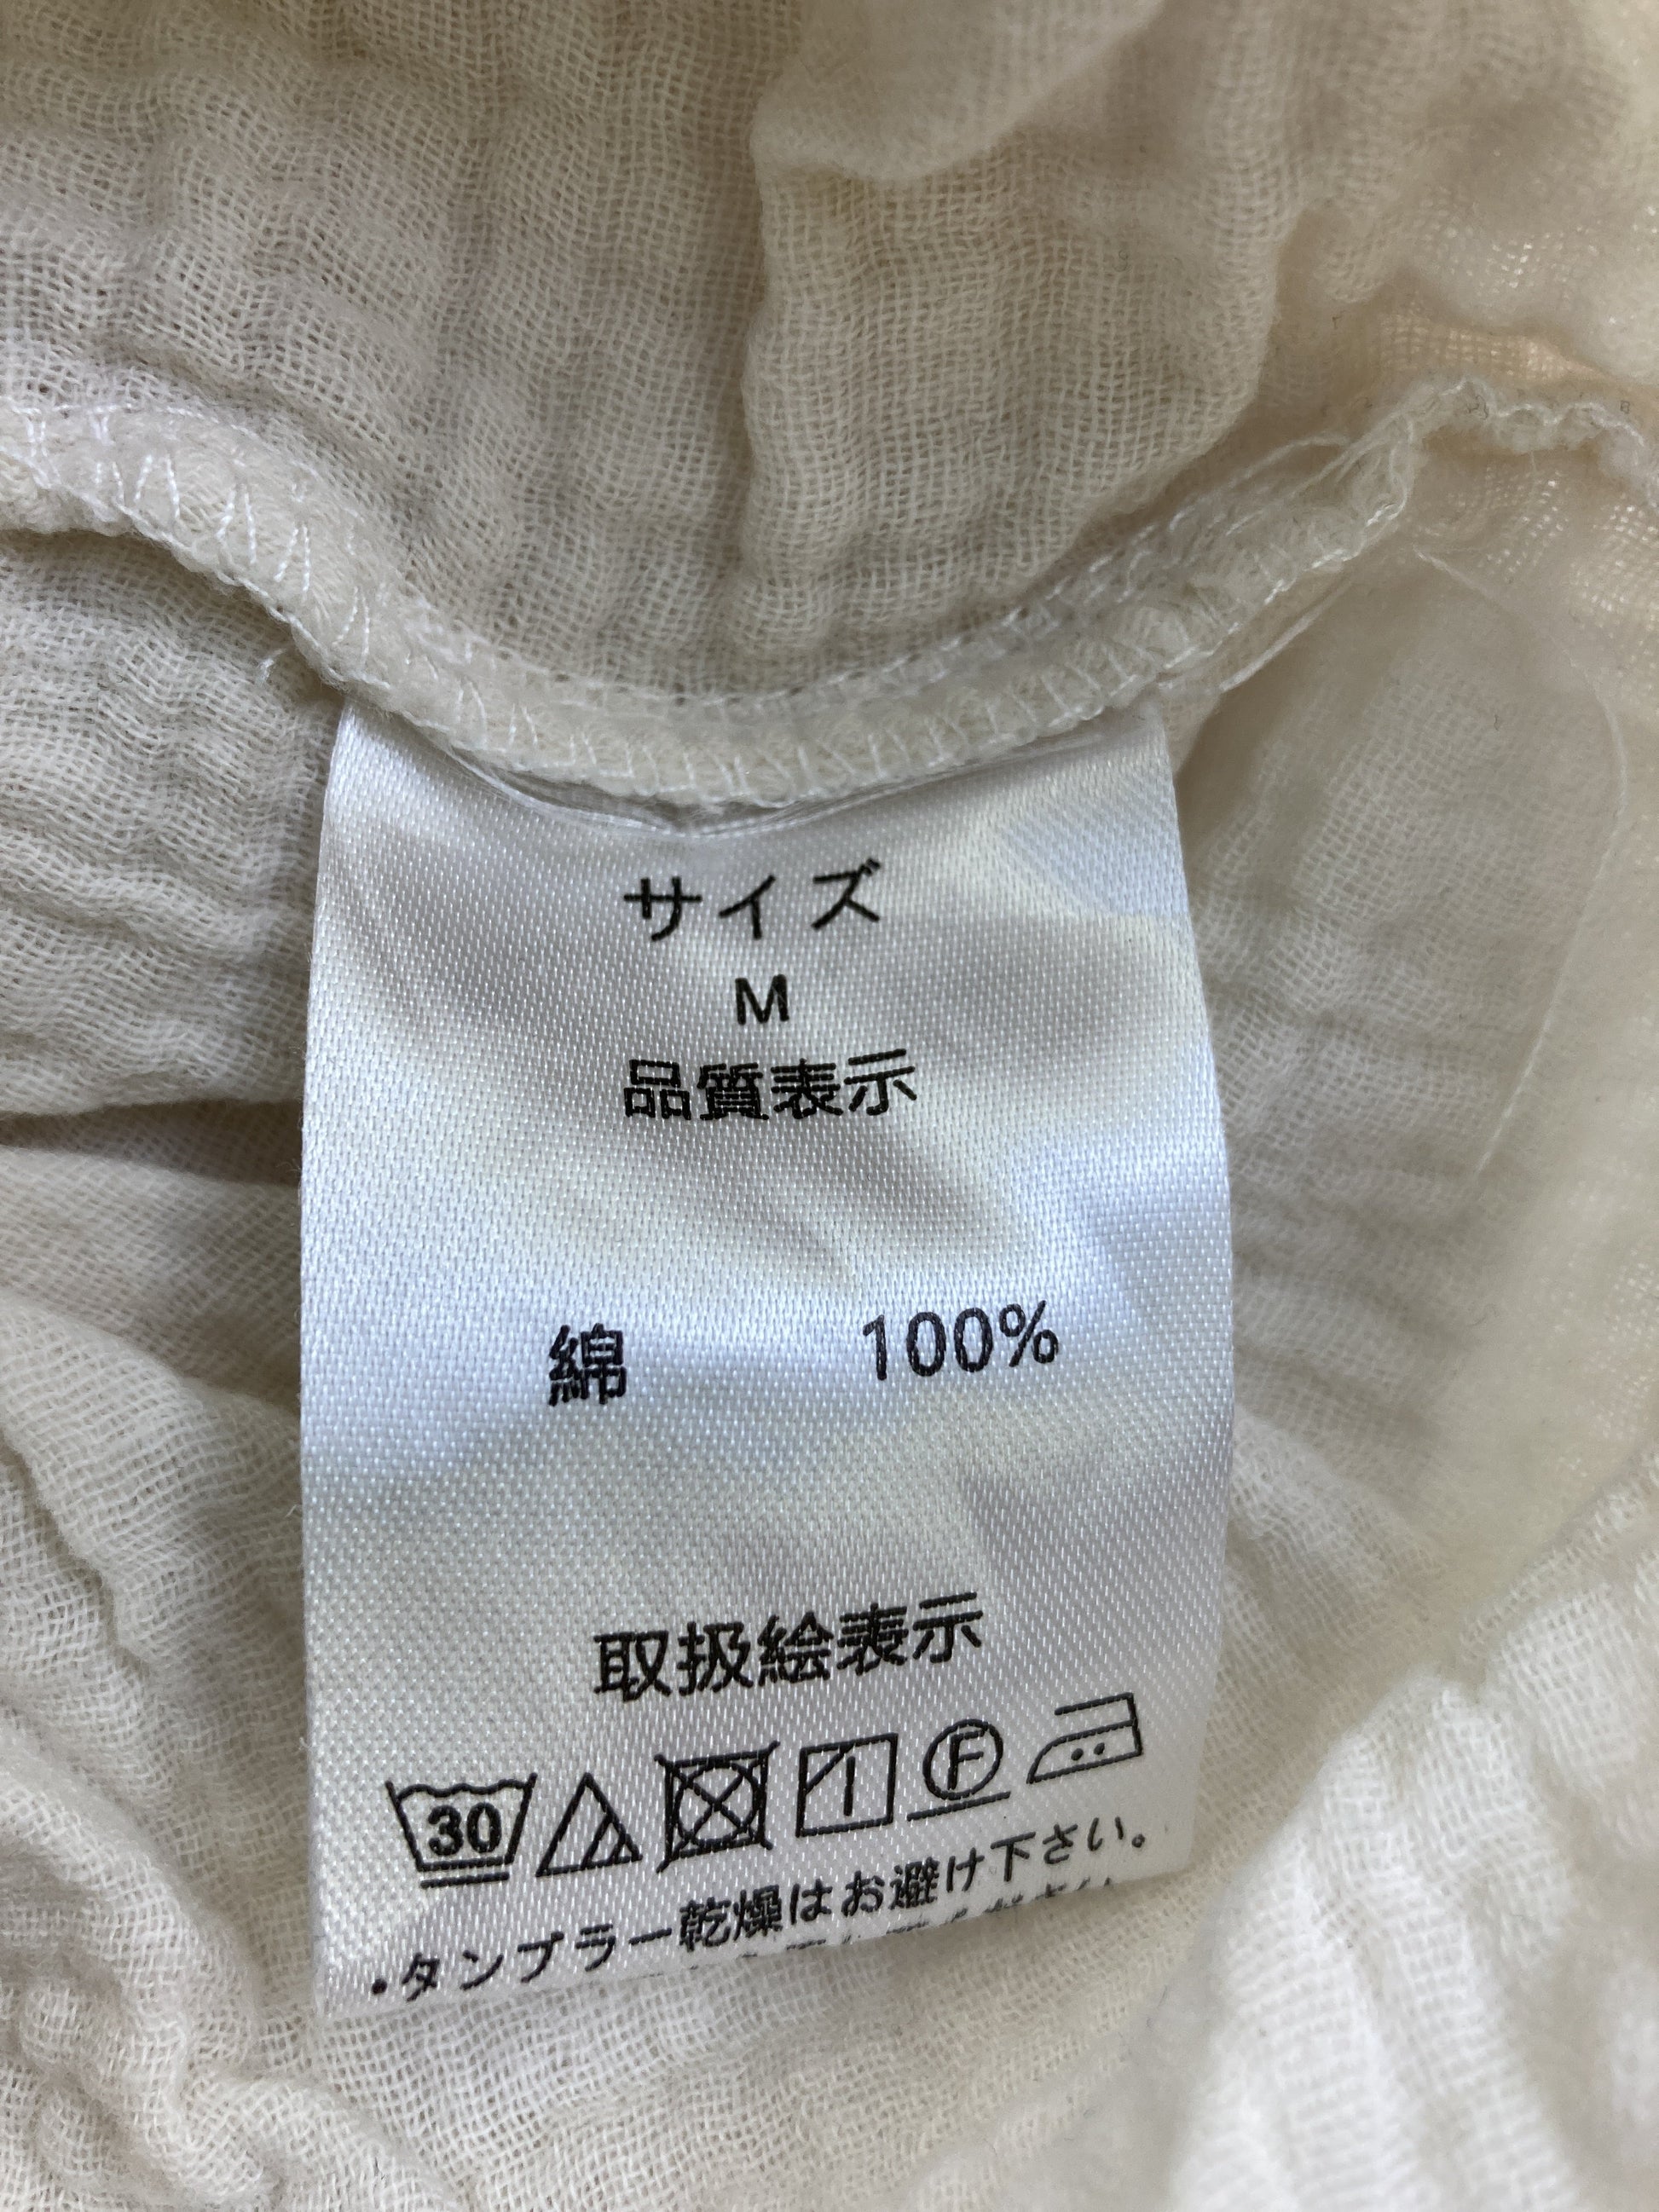 サイズ
M
品質表示
綿 100%
取扱絵表示
30 F
・タンブラー乾燥はお避け下さい。